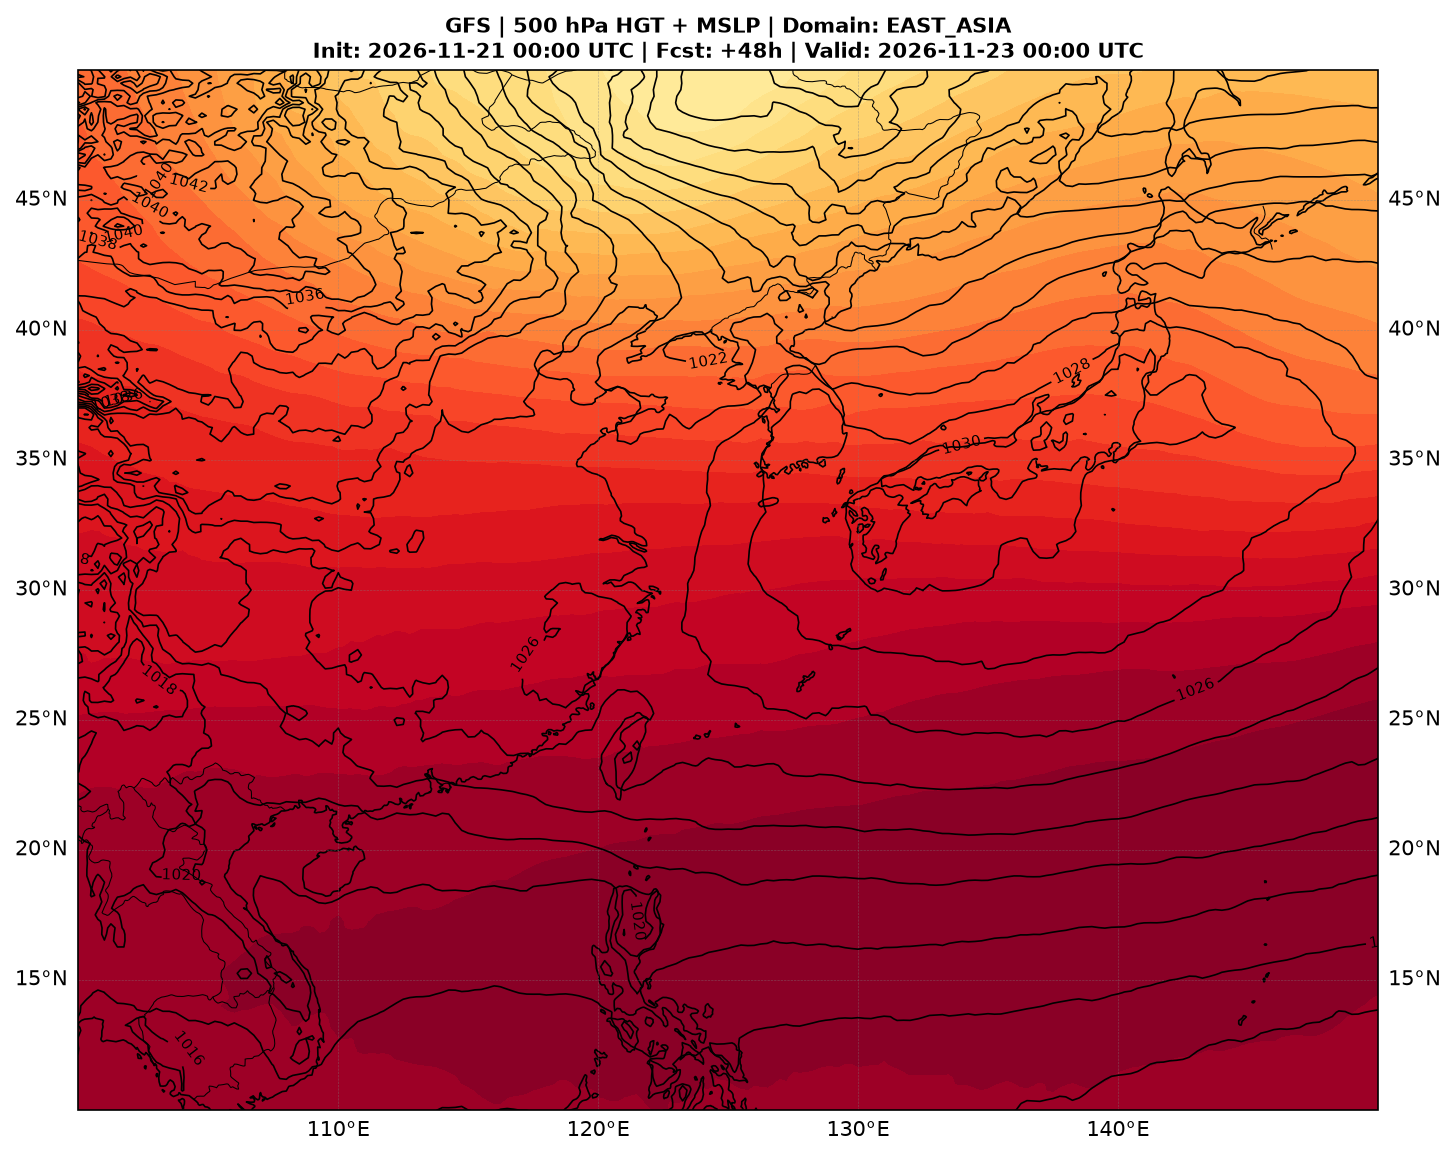 GFS | 500 hPa HGT + MSLP | Domain: EAST_ASIA
Init: 2026-11-21 00:00 UTC | Fcst: +48h | Valid: 2026-11-23 00:00 UTC
1042
1040
45°N 45°N
1038 1040
1036
40°N 40°N
1022
1028
1030
35°N 35°N
30°N 30°N
1026
1018
1026
25°N 25°N
20°N 20°N
1020
1020
15°N 15°N
1016
110°E 120°E 130°E 140°E